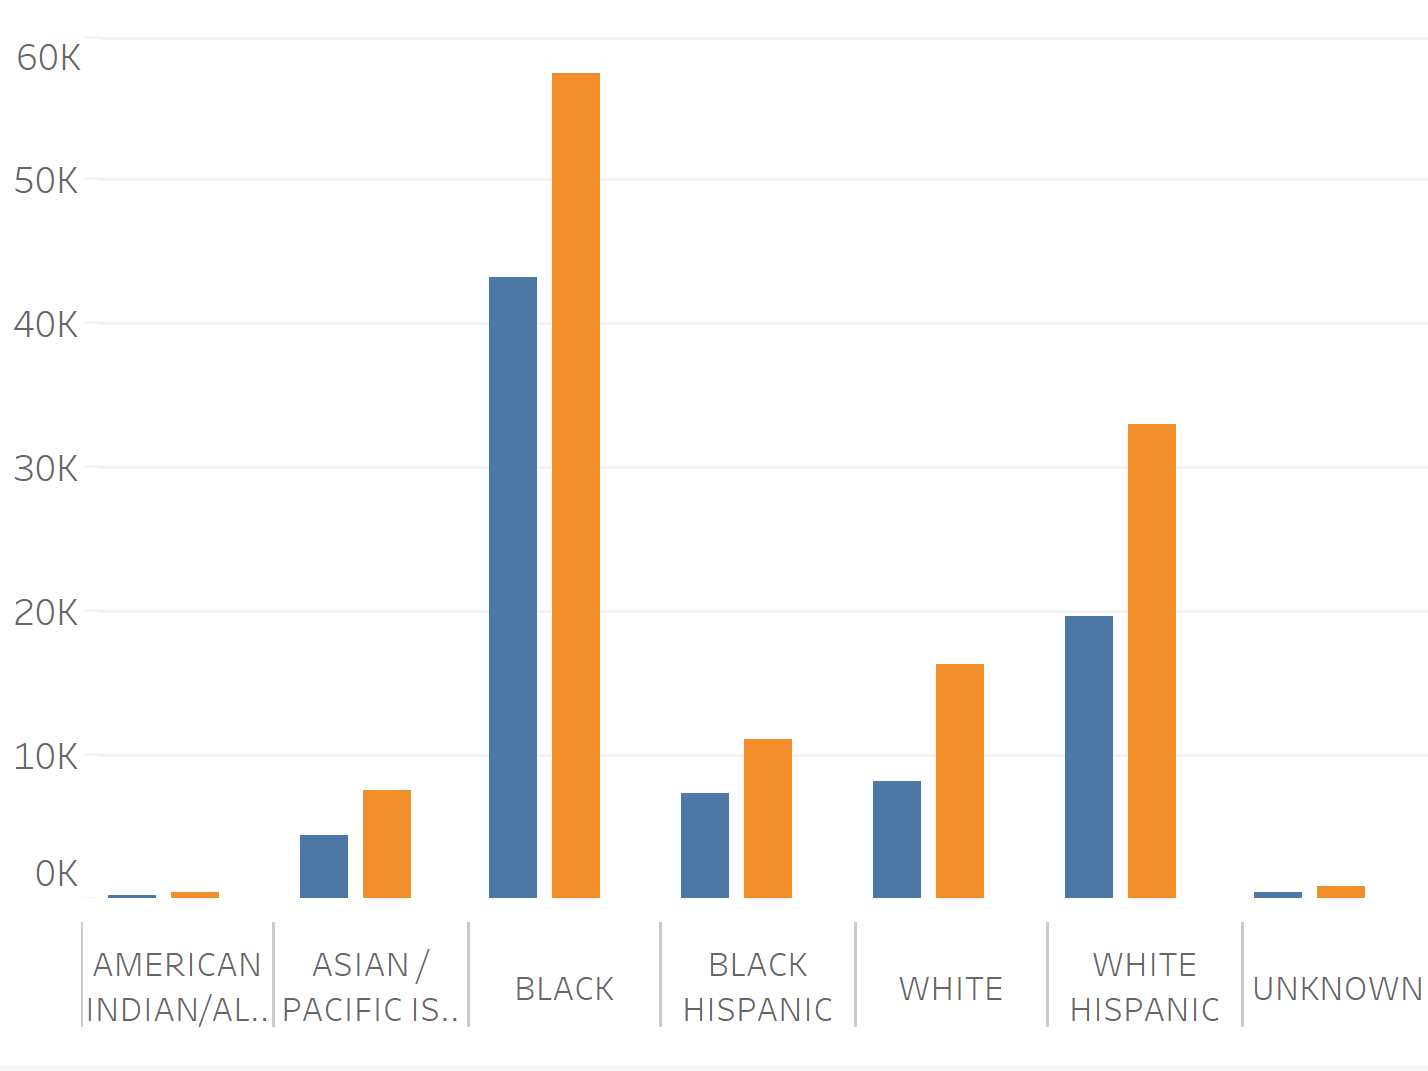 60K
50K
40K
30K
20K
10K
0K
AMERICAN
INDIAN/AL..
ASIAN /
PACIFIC IS..
BLACK
BLACK
HISPANIC
WHITE
WHITE
HISPANIC
UNKNOWN